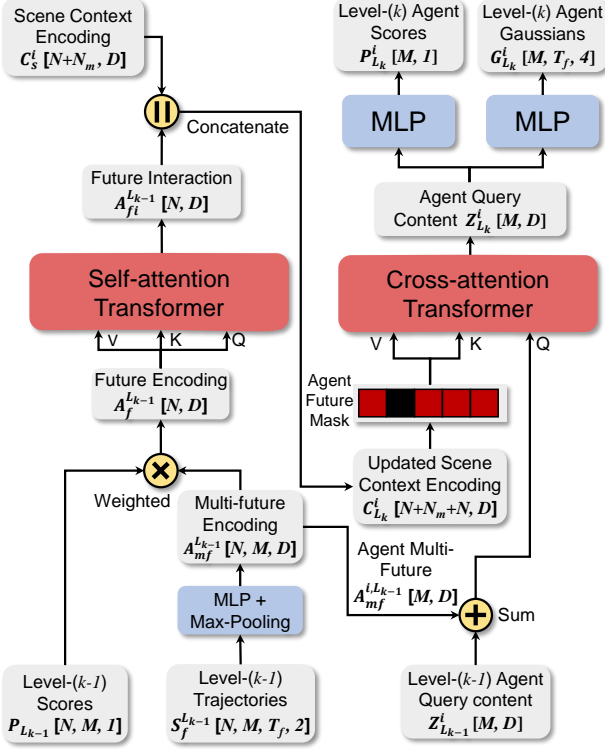 Scene Context
Encoding
C_s^i [N+N_m, D]
Concatenate
Future Interaction
A_{fi}^{L_{k-1}} [N, D]
Self-attention
Transformer
V
K
Q
Future Encoding
A_f^{L_{k-1}} [N, D]
Weighted
Multi-future
Encoding
A_{mf}^{L_{k-1}} [N, M, D]
MLP +
Max-Pooling
Level-(k-1)
Scores
P_{L_{k-1}} [N, M, 1]
Level-(k-1)
Trajectories
S_f^{L_{k-1}} [N, M, T_f, 2]
Level-(k) Agent
Scores
P_{L_k}^i [M, 1]
Level-(k) Agent
Gaussians
G_{L_k}^i [M, T_f, 4]
MLP
MLP
Agent Query
Content Z_{L_k}^i [M, D]
Cross-attention
Transformer
V
K
Q
Agent
Future
Mask
Updated Scene
Context Encoding
C_{L_k}^i [N+N_m+N, D]
Agent Multi-
Future
A_{mf}^{i,L_{k-1}} [M, D]
Sum
Level-(k-1) Agent
Query content
Z_{L_{k-1}}^i [M, D]